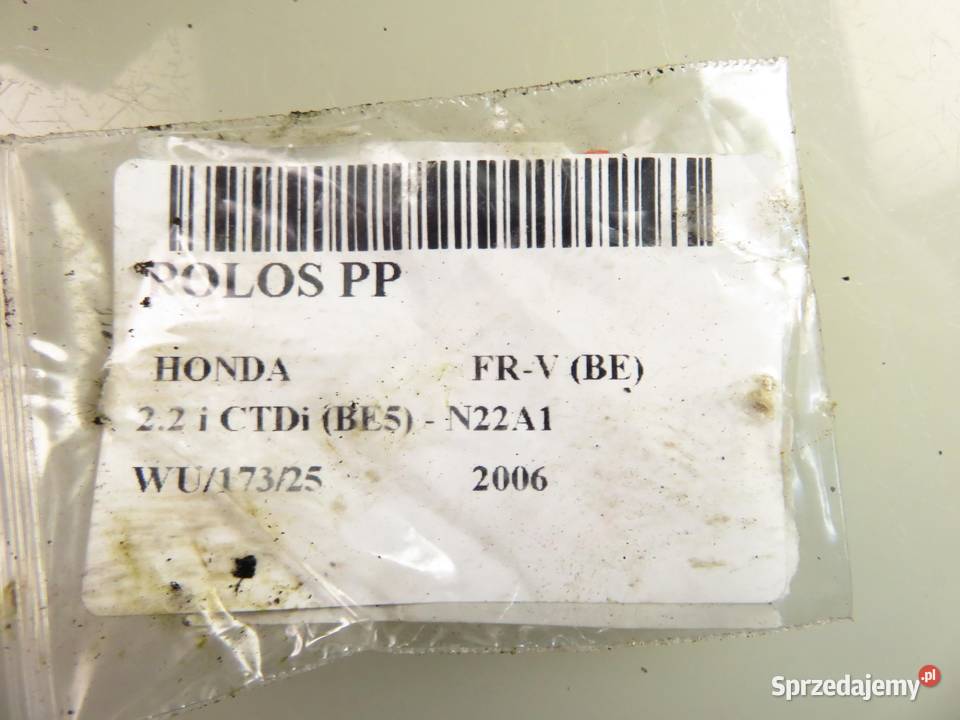 POLOS PP
HONDA FR-V (BE)
2.2 i CTDi (BE5) - N22A1
WU/173/25 2006
Sprzedajemy.pl